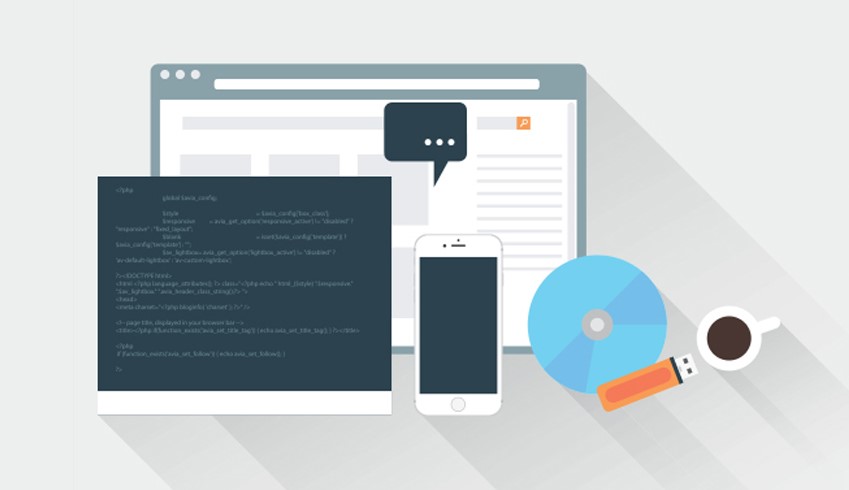 <?php
global $avia_config;
$style = $avia_config['box_class'];
$responsive = avia_get_option('responsive_active') != "disabled" ?
"responsive" : "fixed_layout";
$blank = isset($avia_config['template']) ?
$avia_config['template'] : "";
$av_lightbox = avia_get_option('lightbox_active') != "disabled" ?
'av-default-lightbox' : 'av-custom-lightbox';
?><!DOCTYPE html>
<html <?php language_attributes(); ?> class="<?php echo " html_{$style} ".$responsive."
".$av_lightbox." ".avia_header_class_string();?> ">
<head>
<meta charset="<?php bloginfo( 'charset' ); ?>" />
<!-- page title, displayed in your browser bar -->
<title><?php if(function_exists('avia_set_title_tag')) { echo avia_set_title_tag(); } ?></title>
<?php
if (function_exists('avia_set_follow')) { echo avia_set_follow(); }
?>